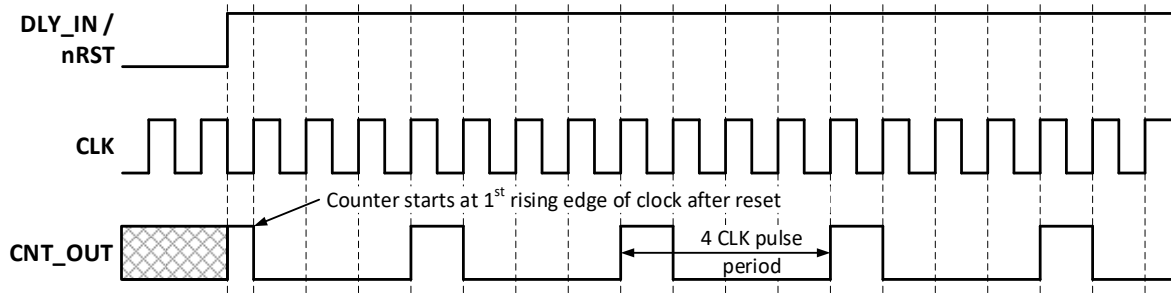 DLY_IN /
nRST
CLK
Counter starts at 1st rising edge of clock after reset
CNT_OUT
4 CLK pulse
period